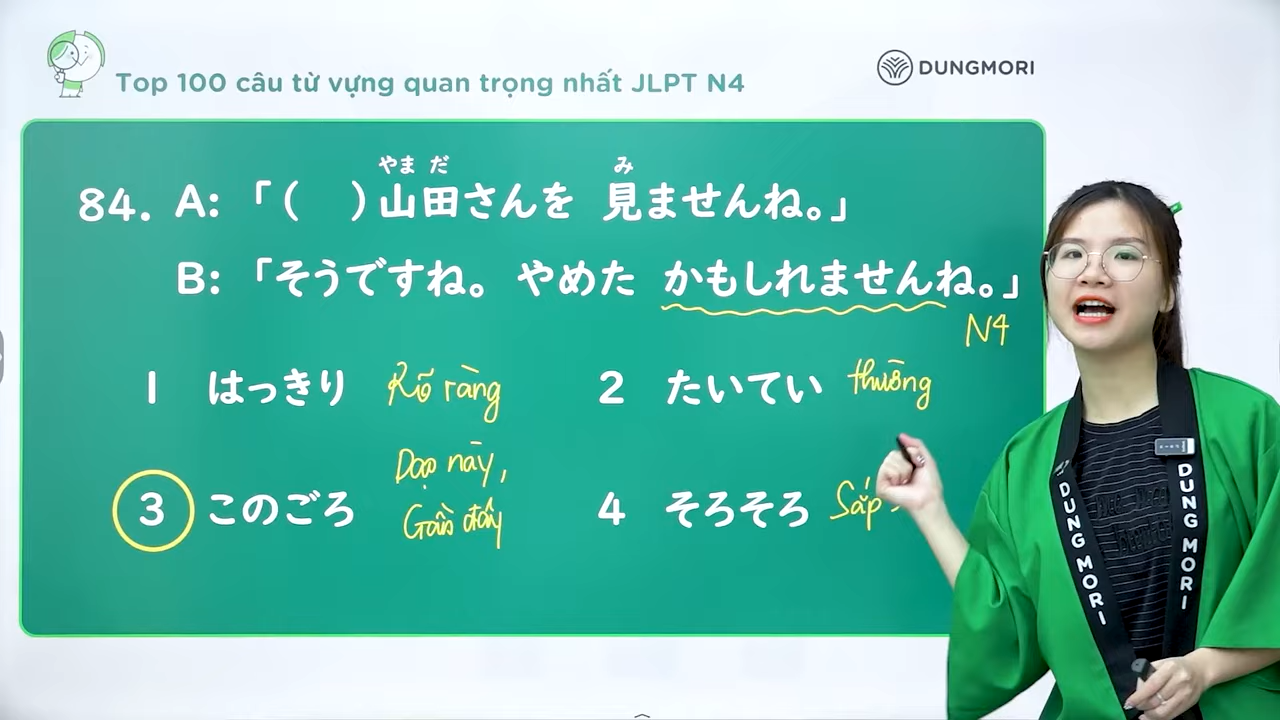 Top 100 câu từ vựng quan trọng nhất JLPT N4
DUNGMORI
やま だ み
84. A: 「( )山田さんを 見ませんね。」
B: 「そうですね。 やめた かもしれませんね。」
N4
1 はっきり Rõ ràng 2 たいてい thường
Dạo này,
3 このごろ Gần đây 4 そろそろ Sắp
DUNG MORI
DUNG MORI